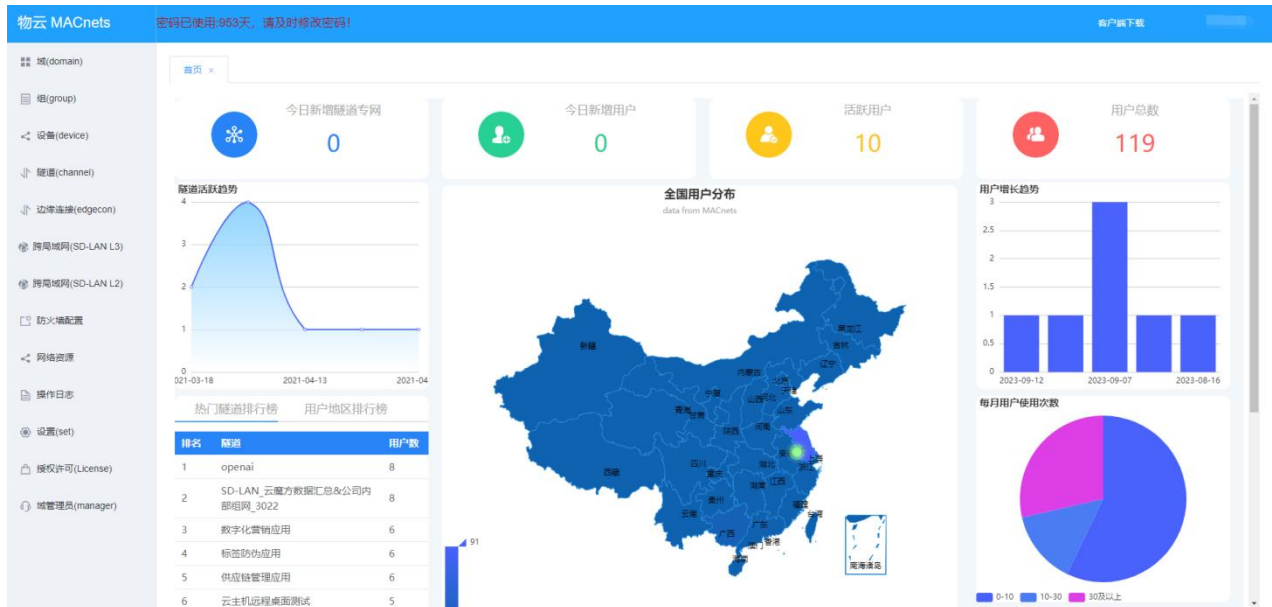 物云 MACnets
密码已使用:953天, 请及时修改密码!
客户端下载
域(domain)
组(group)
设备(device)
隧道(channel)
边缘连接(edgecon)
跨局域网(SD-LAN L3)
跨局域网(SD-LAN L2)
防火墙配置
网络资源
操作日志
设置(set)
授权许可(License)
域管理员(manager)
首页 ×
今日新增隧道专网
0
今日新增用户
0
活跃用户
10
用户总数
119
隧道活跃趋势
4
3
2
1
0
021-03-18
2021-04-13
2021-04
热门隧道排行榜
用户地区排行榜
排名 隧道 用户数
1 openai 8
2 SD-LAN_云魔方数据汇总&公司内
部组网_3022 8
3 数字化营销应用 6
4 标签防伪应用 6
5 供应链管理应用 6
6 云主机远程桌面测试 5
全国用户分布
data from MACnets
黑龙江
吉林
辽宁
新疆
内蒙古
北京
天津
河北
山西
宁夏
山东
青海
甘肃
陕西
河南
上海
西藏
四川
重庆
湖北
浙江
湖南
江西
贵州
福建
云南
台湾
广西
广东
香港
澳门
海南
南海诸岛
91
用户增长趋势
3
2.5
2
1.5
1
0.5
0
2023-09-12
2023-09-07
2023-08-16
每月用户使用次数
0-10
10-30
30及以上